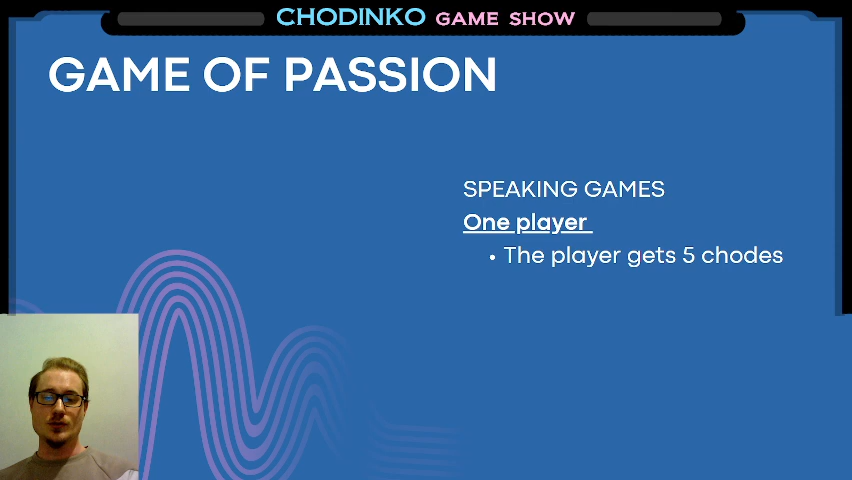 CHODINKO GAME SHOW
GAME OF PASSION
SPEAKING GAMES
One player
• The player gets 5 chodes